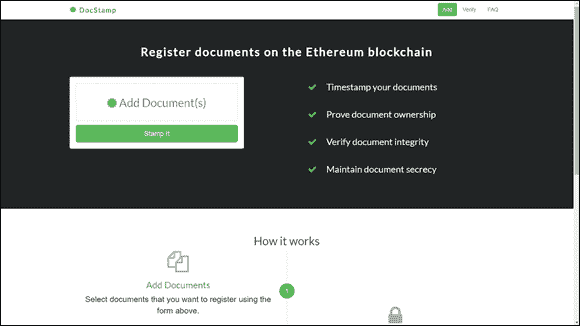 DocStamp
Add Verify FAQ
Register documents on the Ethereum blockchain
Add Document(s)
Stamp it
Timestamp your documents
Prove document ownership
Verify document integrity
Maintain document secrecy
How it works
Add Documents
1
Select documents that you want to register using the
form above.